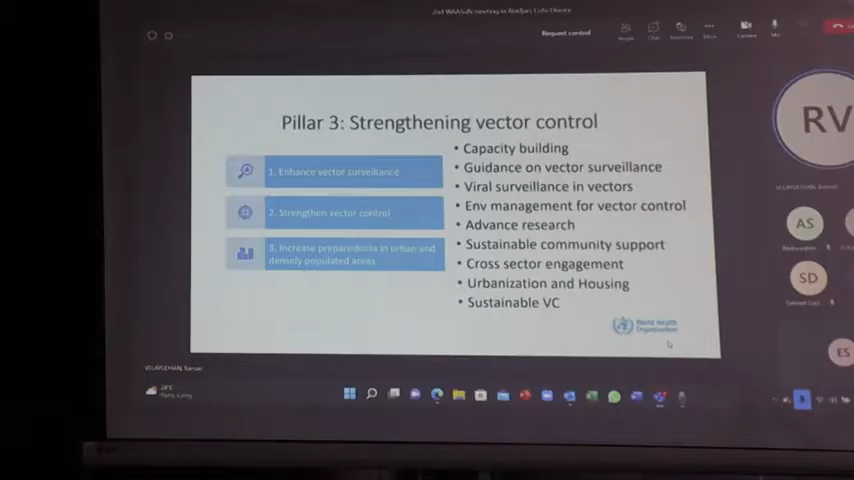 Request control
Pillar 3: Strengthening vector control
1. Enhance vector surveillance
2. Strengthen vector control
3. Increase preparedness in urban and
densely populated areas
• Capacity building
• Guidance on vector surveillance
• Viral surveillance in vectors
• Env management for vector control
• Advance research
• Sustainable community support
• Cross sector engagement
• Urbanization and Housing
• Sustainable VC
World Health
Organization
RV
AS
SD
ES